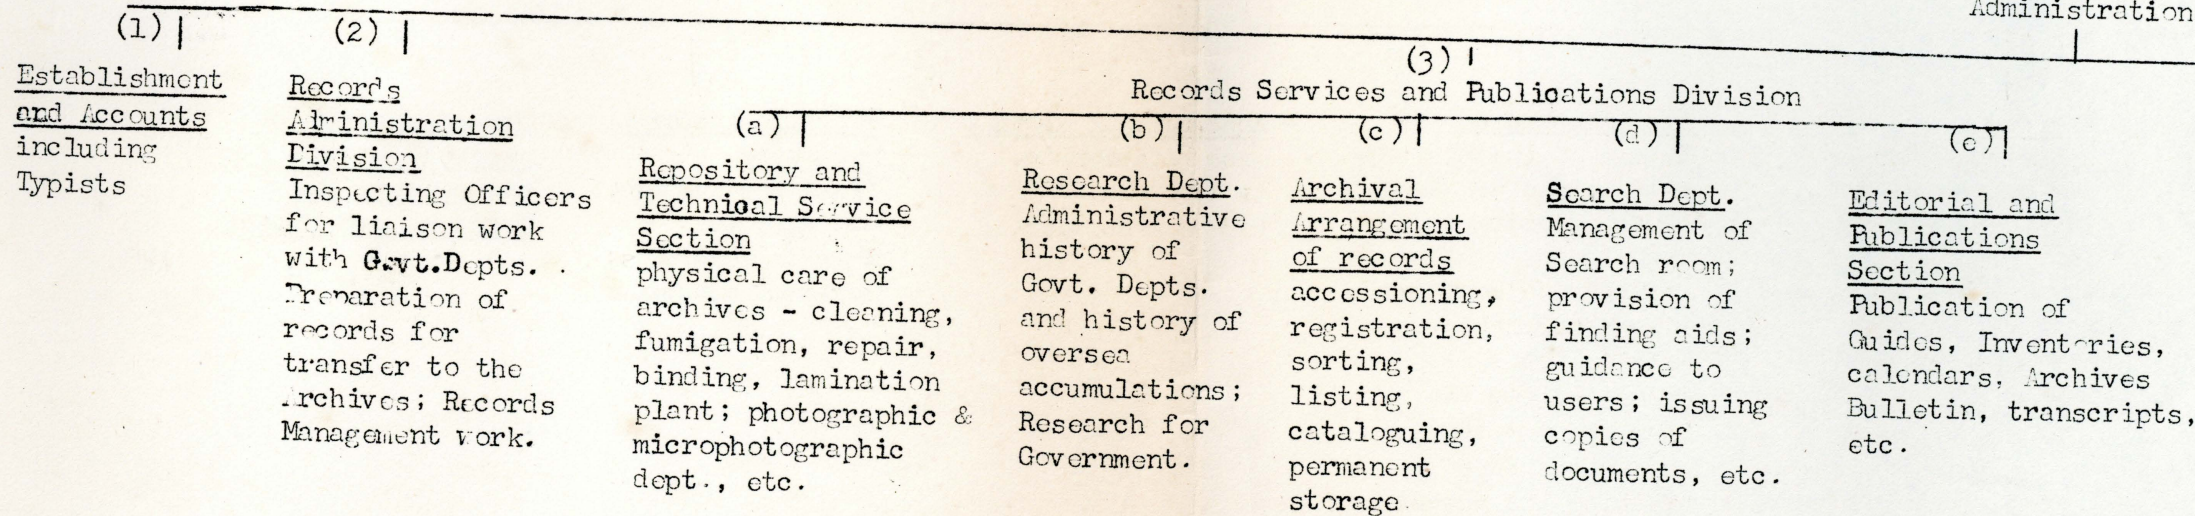 Administration
(1)
Establishment
and Accounts
including
Typists
(2)
Records
Administration
Division
Inspecting Officers
for liaison work
with Govt.Depts.
Preparation of
records for
transfer to the
Archives; Records
Management work.
(3)
Records Services and Publications Division
(a)
Repository and
Technical Service
Section
physical care of
archives - cleaning,
fumigation, repair,
binding, lamination
plant; photographic &
microphotographic
dept., etc.
(b)
Research Dept.
Administrative
history of
Govt. Depts.
and history of
oversea
accumulations;
Research for
Government.
(c)
Archival
Arrangement
of records
accessioning,
registration,
sorting,
listing,
cataloguing,
permanent
storage
(d)
Search Dept.
Management of
Search room;
provision of
finding aids;
guidance to
users; issuing
copies of
documents, etc.
(e)
Editorial and
Publications
Section
Publication of
Guides, Inventories,
calendars, Archives
Bulletin, transcripts,
etc.